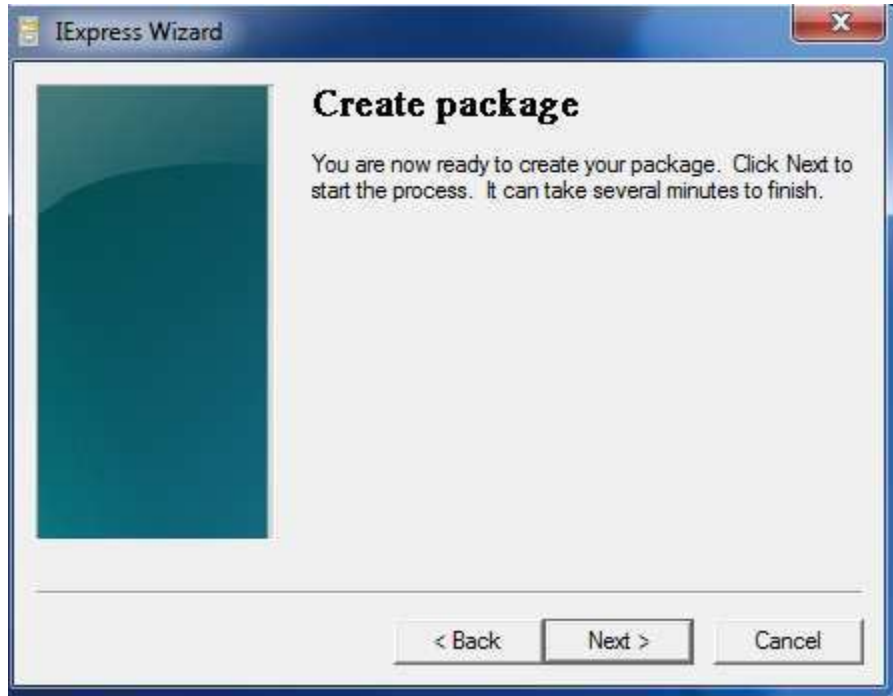 IExpress Wizard
Create package
You are now ready to create your package.  Click Next to
start the process.  It can take several minutes to finish.
< Back
Next >
Cancel